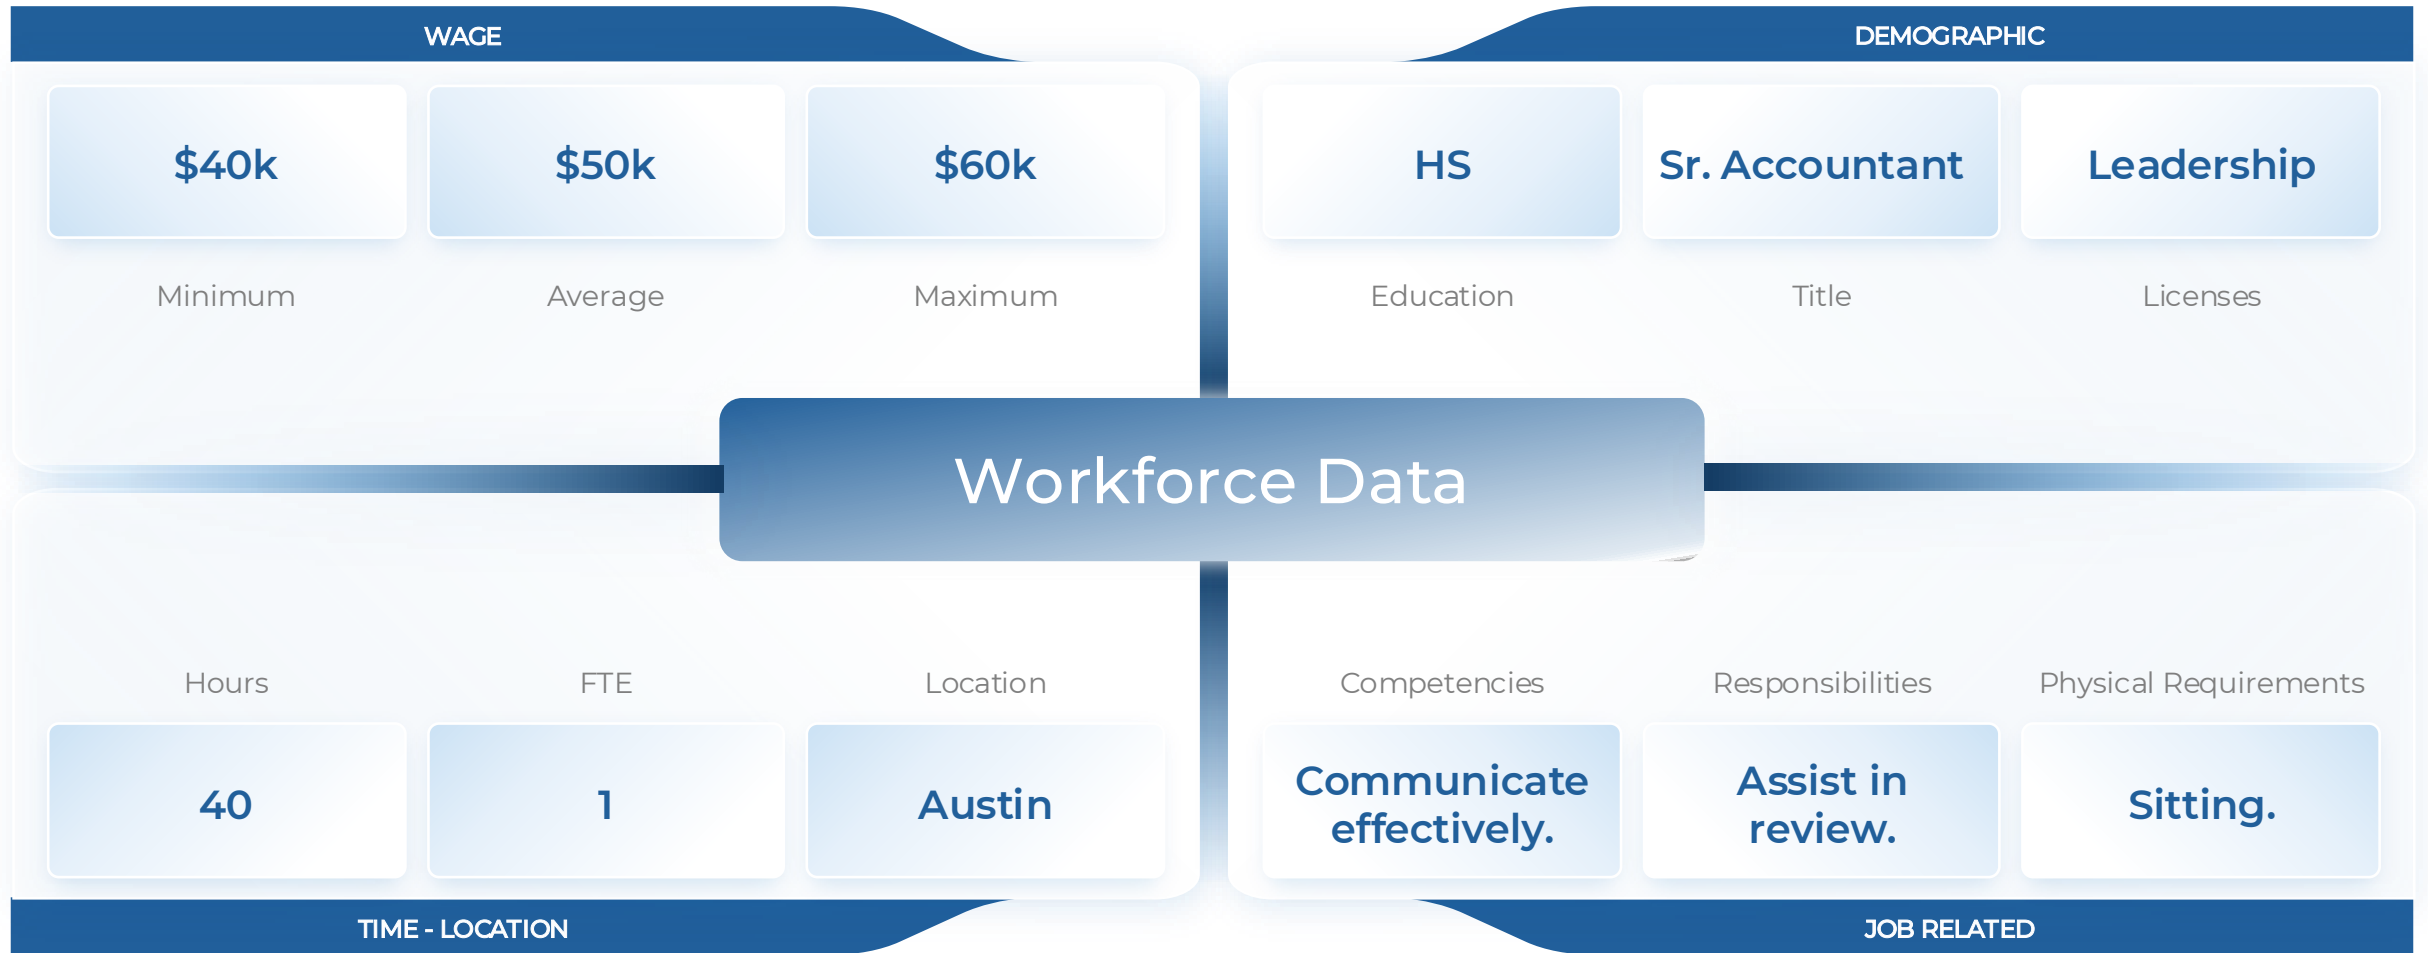 WAGE
DEMOGRAPHIC
$40k
$50k
$60k
HS
Sr. Accountant
Leadership
Minimum
Average
Maximum
Education
Title
Licenses
Workforce Data
Hours
FTE
Location
Competencies
Responsibilities
Physical Requirements
40
1
Austin
Communicate
effectively.
Assist in
review.
Sitting.
TIME - LOCATION
JOB RELATED